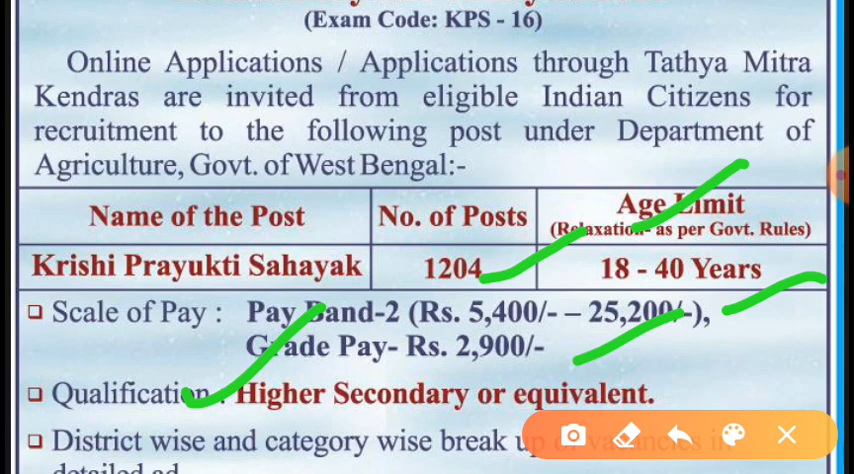 (Exam Code: KPS - 16)
Online Applications / Applications through Tathya Mitra
Kendras are invited from eligible Indian Citizens for
recruitment to the following post under Department of
Agriculture, Govt. of West Bengal:-
Name of the Post No. of Posts Age Limit
(Relaxation- as per Govt. Rules)
Krishi Prayukti Sahayak 1204 18 - 40 Years
❑ Scale of Pay : Pay Band-2 (Rs. 5,400/- – 25,200/-),
Grade Pay- Rs. 2,900/-
❑ Qualification : Higher Secondary or equivalent.
❑ District wise and category wise break up of vacancies in
detailed ad